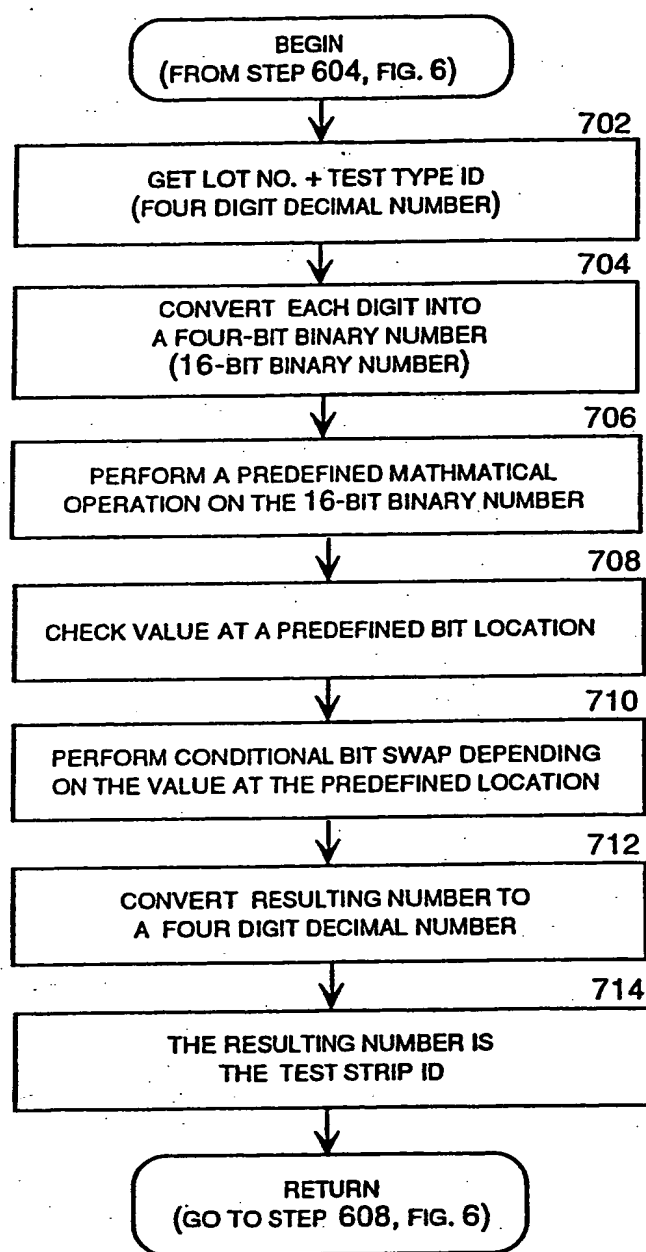 BEGIN
(FROM STEP 604, FIG. 6)
702
GET LOT NO. + TEST TYPE ID
(FOUR DIGIT DECIMAL NUMBER)
704
CONVERT EACH DIGIT INTO
A FOUR-BIT BINARY NUMBER
(16-BIT BINARY NUMBER)
706
PERFORM A PREDEFINED MATHMATICAL
OPERATION ON THE 16-BIT BINARY NUMBER
708
CHECK VALUE AT A PREDEFINED BIT LOCATION
710
PERFORM CONDITIONAL BIT SWAP DEPENDING
ON THE VALUE AT THE PREDEFINED LOCATION
712
CONVERT RESULTING NUMBER TO
A FOUR DIGIT DECIMAL NUMBER
714
THE RESULTING NUMBER IS
THE TEST STRIP ID
RETURN
(GO TO STEP 608, FIG. 6)